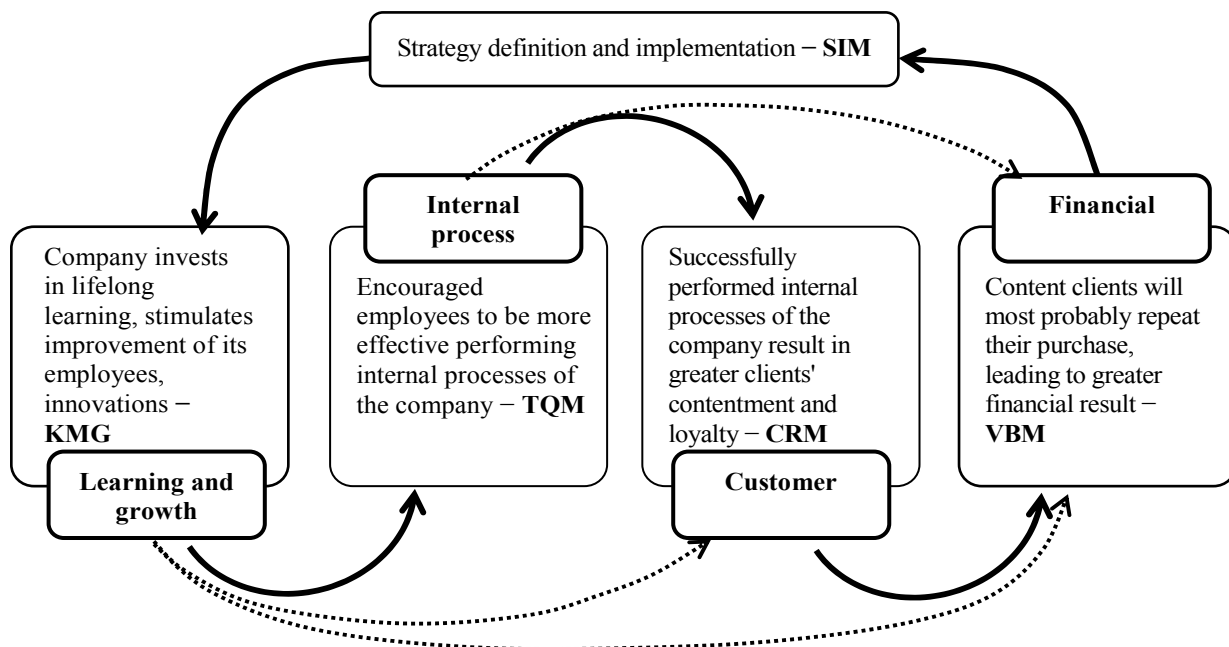 Strategy definition and implementation – SIM
Internal
process
Financial
Company invests
in lifelong
learning, stimulates
improvement of its
employees,
innovations –
KMG
Learning and
growth
Encouraged
employees to be more
effective performing
internal processes of
the company – TQM
Successfully
performed internal
processes of the
company result in
greater clients'
contentment and
loyalty – CRM
Customer
Content clients will
most probably repeat
their purchase,
leading to greater
financial result –
VBM